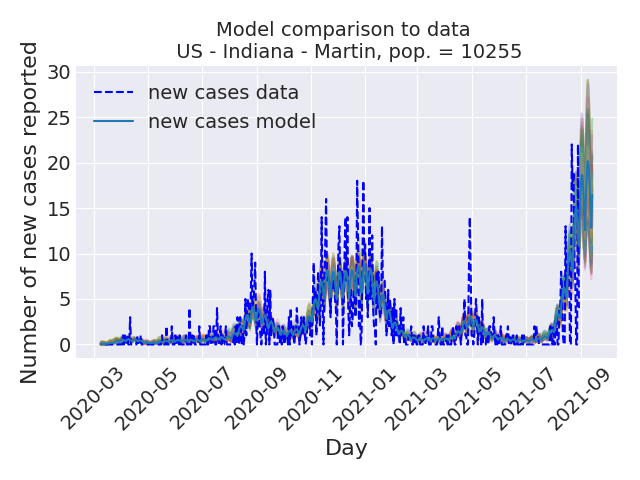 Model comparison to data
US - Indiana - Martin, pop. = 10255
Number of new cases reported
30
25
20
15
10
5
0
new cases data
new cases model
2020-03
2020-05
2020-07
2020-09
2020-11
2021-01
2021-03
2021-05
2021-07
2021-09
Day